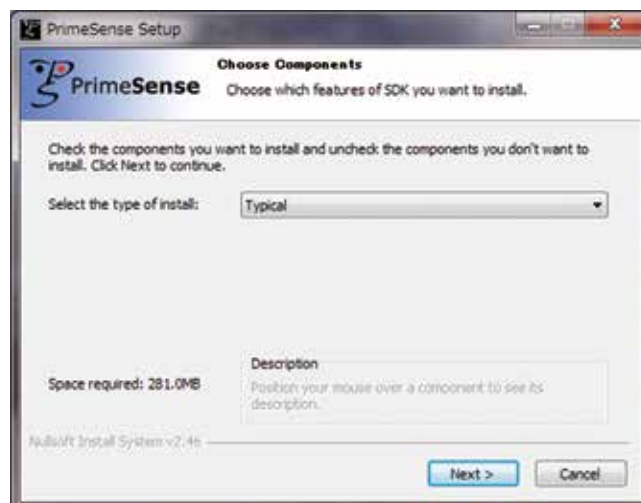 PrimeSense Setup
PrimeSense
Choose Components
Choose which features of SDK you want to install.
Check the components you want to install and uncheck the components you don't want to
install. Click Next to continue.
Select the type of install:
Typical
Space required: 281.0MB
Description
Position your mouse over a component to see its
description.
Nullsoft Install System v2.46
Next >
Cancel